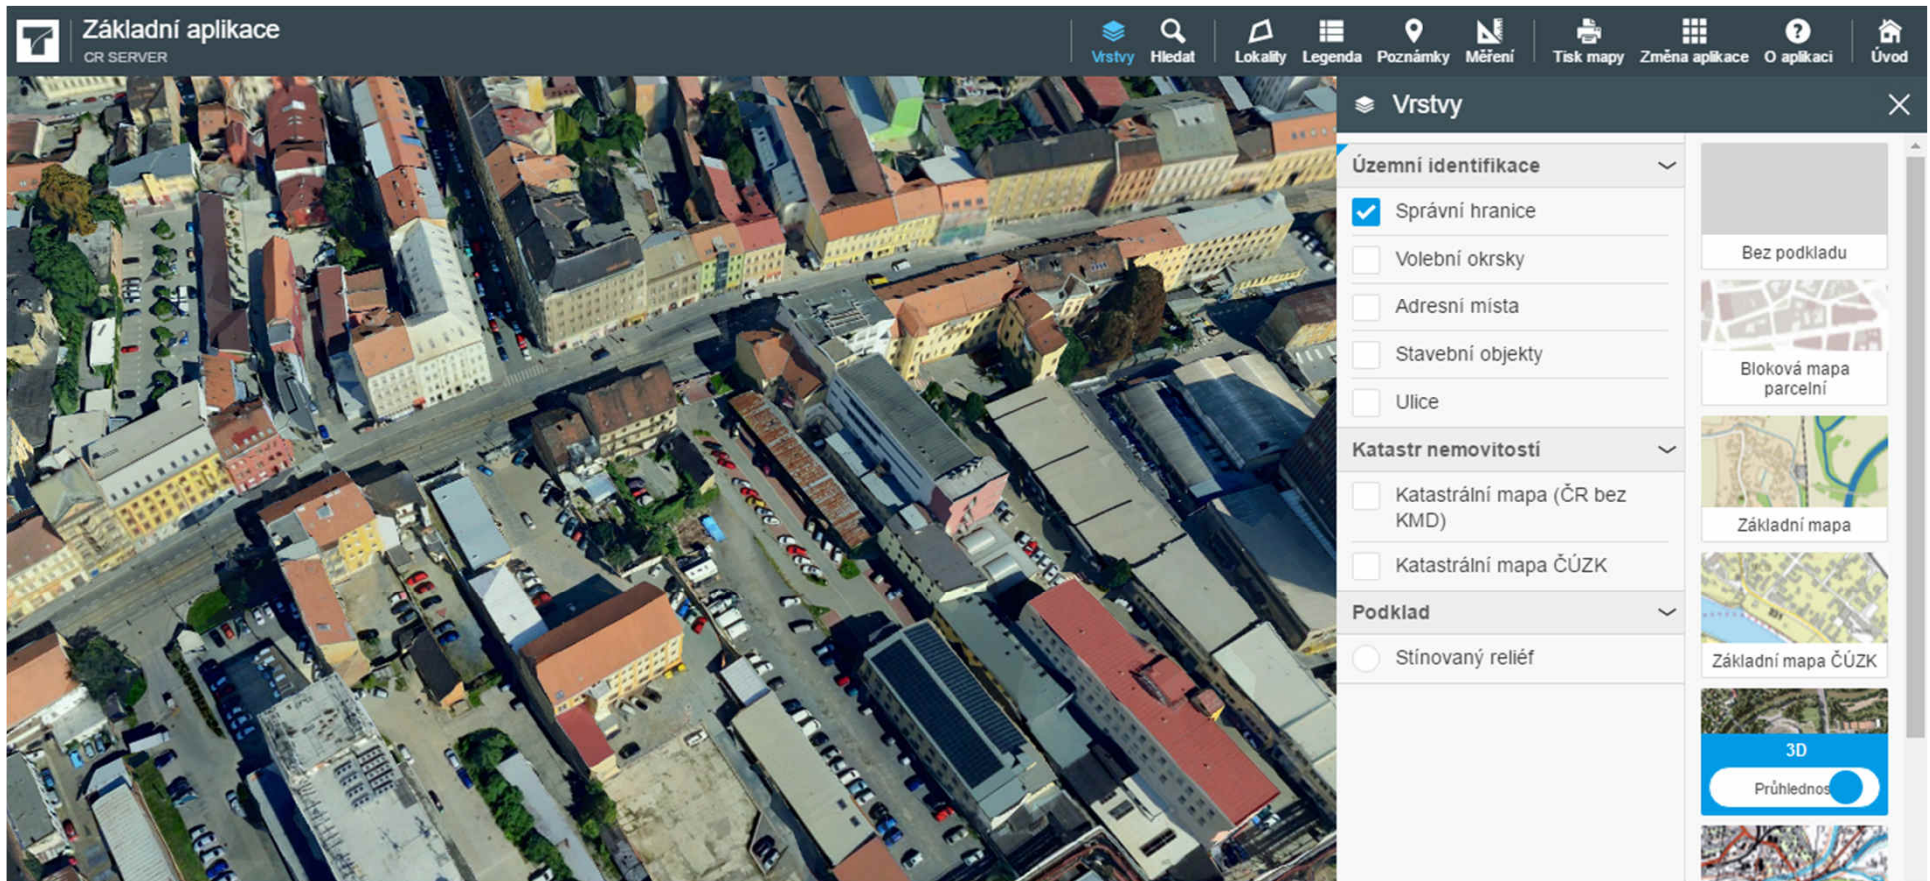 Základní aplikace
CR SERVER
Vrstvy
Hledat
Lokality
Legenda
Poznámky
Měření
Tisk mapy
Změna aplikace
O aplikaci
Úvod
Vrstvy
Územní identifikace
Správní hranice
Volební okrsky
Adresní místa
Stavební objekty
Ulice
Katastr nemovitostí
Katastrální mapa (ČR bez
KMD)
Katastrální mapa ČÚZK
Podklad
Stínovaný reliéf
Bez podkladu
Bloková mapa
parcelní
Základní mapa
Základní mapa ČÚZK
3D
Průhlednos